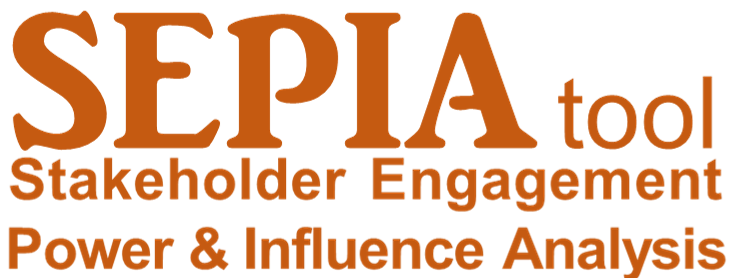 SEPIA tool
Stakeholder Engagement
Power & Influence Analysis